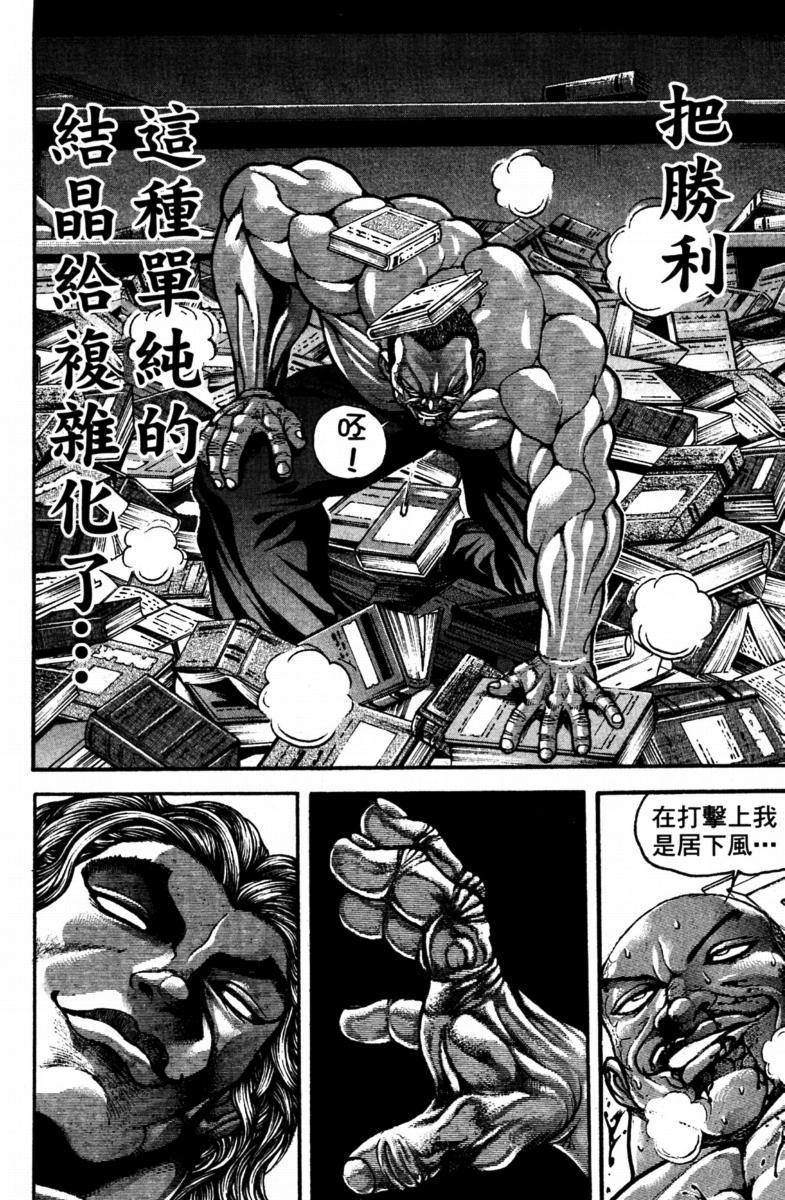 把勝利
這種單純的
結晶給複雜化了…
咥！
在打擊上我
是居下風…